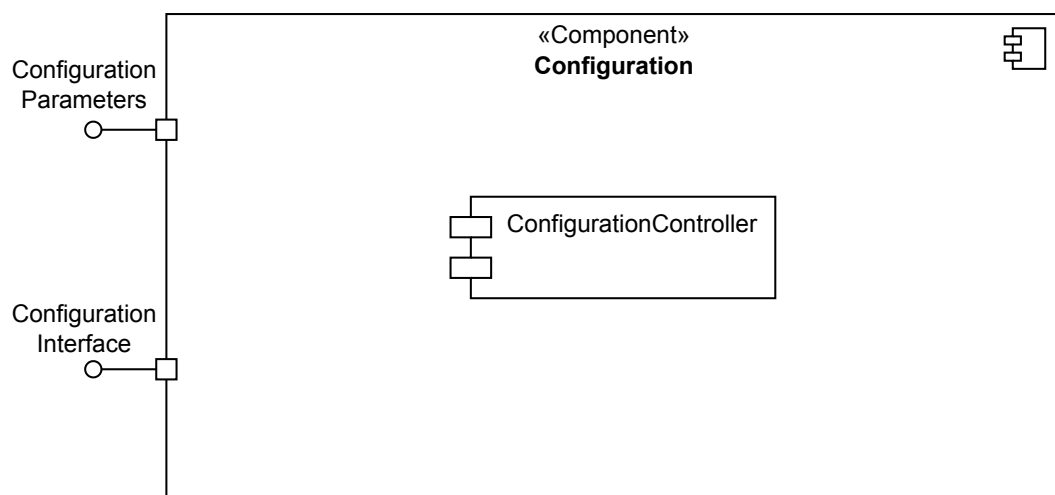 «Component»
Configuration
Configuration
Parameters
ConfigurationController
Configuration
Interface